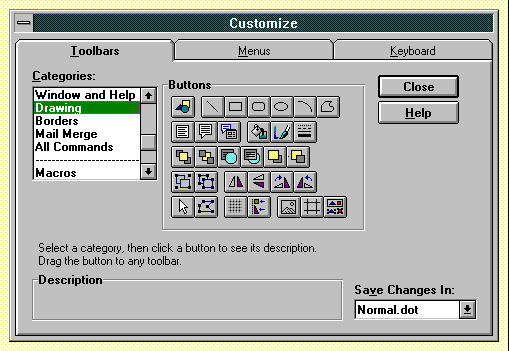 Customize
Toolbars
Menus
Keyboard
Categories:
Window and Help
Drawing
Borders
Mail Merge
All Commands
Macros
Buttons
Close
Help
Select a category, then click a button to see its description.
Drag the button to any toolbar.
Description
Save Changes In:
Normal.dot